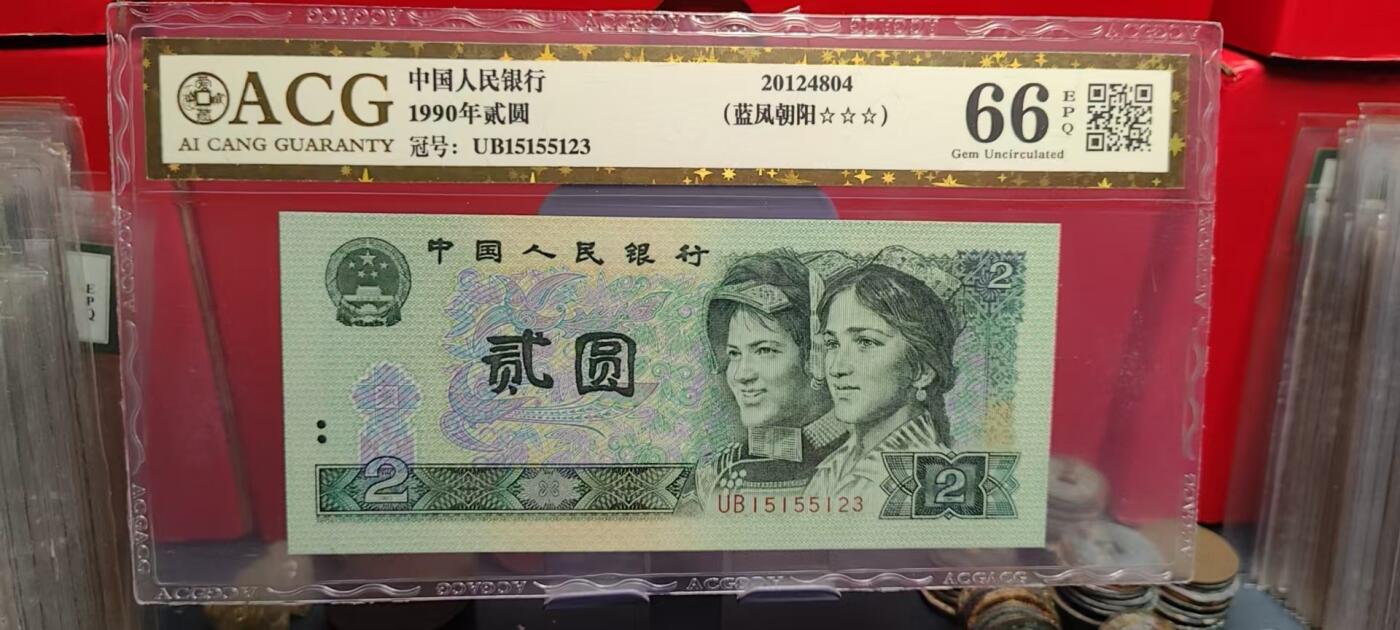 ACG
AI CANG GUARANTY
中国人民银行
1990年贰圆
冠号: UB15155123
20124804
(蓝凤朝阳☆☆☆)
66
EPQ
Gem Uncirculated
中国人民银行
2
贰圆
2
UB15155123
2
EPQ
ACGACG